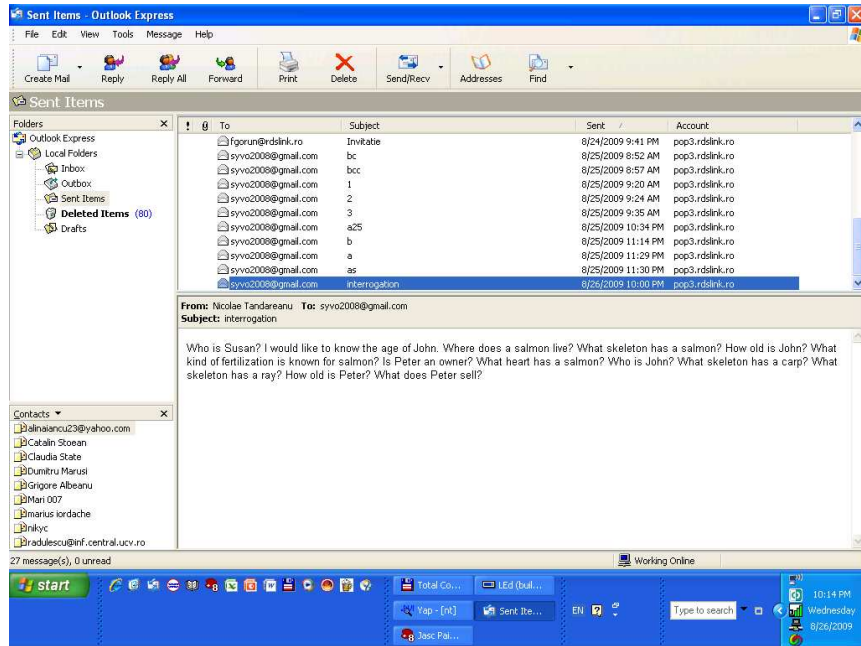 Sent Items - Outlook Express
File Edit View Tools Message Help
Create Mail Reply Reply All Forward Print Delete Send/Recv Addresses Find
Sent Items
Folders
Outlook Express
Local Folders
Inbox
Outbox
Sent Items
Deleted Items (80)
Drafts
! To Subject Sent Account
fgorun@rdslink.ro Invitatie 8/24/2009 9:41 PM pop3.rdslink.ro
syvo2008@gmail.com bc 8/25/2009 8:52 AM pop3.rdslink.ro
syvo2008@gmail.com bcc 8/25/2009 8:57 AM pop3.rdslink.ro
syvo2008@gmail.com 1 8/25/2009 9:20 AM pop3.rdslink.ro
syvo2008@gmail.com 2 8/25/2009 9:24 AM pop3.rdslink.ro
syvo2008@gmail.com 3 8/25/2009 9:35 AM pop3.rdslink.ro
syvo2008@gmail.com a25 8/25/2009 10:34 PM pop3.rdslink.ro
syvo2008@gmail.com b 8/25/2009 11:14 PM pop3.rdslink.ro
syvo2008@gmail.com a 8/25/2009 11:29 PM pop3.rdslink.ro
syvo2008@gmail.com as 8/25/2009 11:30 PM pop3.rdslink.ro
syvo2008@gmail.com interrogation 8/26/2009 10:00 PM pop3.rdslink.ro
From: Nicolae Tandareanu To: syvo2008@gmail.com
Subject: interrogation
Who is Susan? I would like to know the age of John. Where does a salmon live? What skeleton has a salmon? How old is John? What
kind of fertilization is known for salmon? Is Peter an owner? What heart has a salmon? Who is John? What skeleton has a carp? What
skeleton has a ray? How old is Peter? What does Peter sell?
Contacts
alinaiancu23@yahoo.com
Catalin Stoean
Claudia State
Dumitru Marusi
Grigore Albeanu
Mari 007
marius iordache
nikyc
radulescu@inf.central.ucv.ro
27 message(s), 0 unread Working Online
start Total Co... LEd (buil... 10:14 PM
Yap - [nt] Sent Ite... EN Type to search Wednesday
Jasc Pai... 8/26/2009